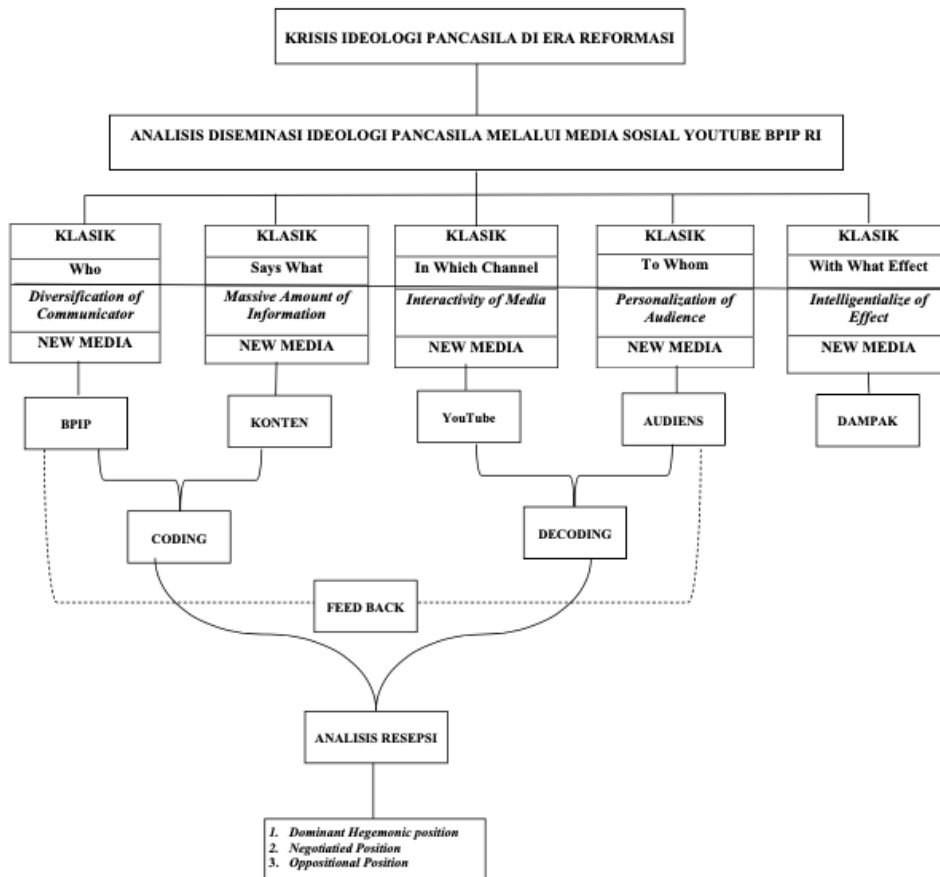 KRISIS IDEOLOGI PANCASILA DI ERA REFORMASI
ANALISIS DISEMINASI IDEOLOGI PANCASILA MELALUI MEDIA SOSIAL YOUTUBE BPIP RI
KLASIK
Who
Diversification of
Communicator
NEW MEDIA
KLASIK
Says What
Massive Amount of
Information
NEW MEDIA
KLASIK
In Which Channel
Interactivity of Media
NEW MEDIA
KLASIK
To Whom
Personalization of
Audience
NEW MEDIA
KLASIK
With What Effect
Intelligentialize of
Effect
NEW MEDIA
BPIP
KONTEN
YouTube
AUDIENS
DAMPAK
CODING
DECODING
FEED BACK
ANALISIS RESEPSI
1. Dominant Hegemonic position
2. Negotiatied Position
3. Oppositional Position